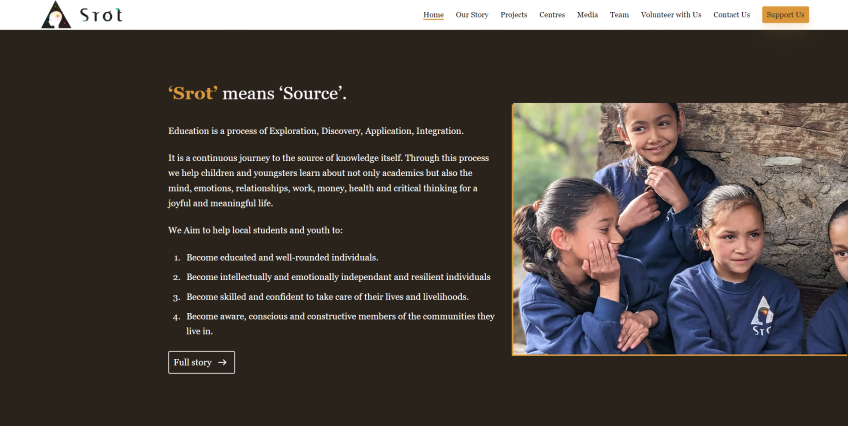 Srot
Home Our Story Projects Centres Media Team Volunteer with Us Contact Us Support Us
‘Srot’ means ‘Source’.
Education is a process of Exploration, Discovery, Application, Integration.
It is a continuous journey to the source of knowledge itself. Through this process
we help children and youngsters learn about not only academics but also the
mind, emotions, relationships, work, money, health and critical thinking for a
joyful and meaningful life.
We Aim to help local students and youth to:
1. Become educated and well-rounded individuals.
2. Become intellectually and emotionally independant and resilient individuals
3. Become skilled and confident to take care of their lives and livelihoods.
4. Become aware, conscious and constructive members of the communities they
live in.
Srot
Full story →